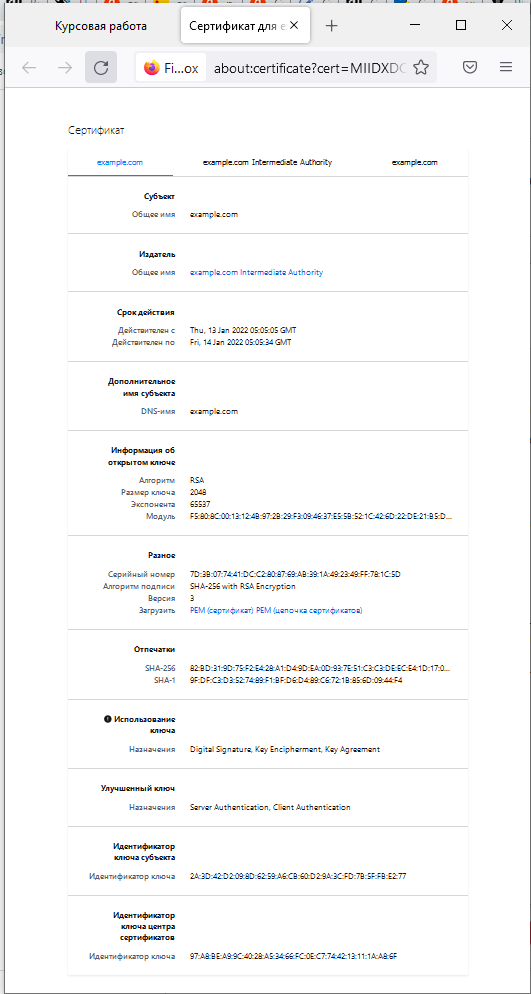 Курсовая работа
Сертификат для e
Fi...ox
about:certificate?cert=MIIDXDC
Сертификат
example.com
example.com Intermediate Authority
example.com
Субъект
Общее имя example.com
Издатель
Общее имя example.com Intermediate Authority
Срок действия
Действителен с Thu, 13 Jan 2022 05:05:05 GMT
Действителен по Fri, 14 Jan 2022 05:05:34 GMT
Дополнительное
имя субъекта
DNS-имя example.com
Информация об
открытом ключе
Алгоритм RSA
Размер ключа 2048
Экспонента 65537
Модуль F5:80:8C:00:13:12:4B:97:2B:29:F3:09:46:37:E5:5B:52:1C:42:6D:22:DE:21:B5:D...
Разное
Серийный номер 7D:3B:07:74:41:DC:C2:80:87:69:AB:39:1A:49:23:49:FF:78:1C:5D
Алгоритм подписи SHA-256 with RSA Encryption
Версия 3
Загрузить PEM (сертификат) PEM (цепочка сертификатов)
Отпечатки
SHA-256 82:BD:31:9D:75:F2:E4:28:A1:D4:9D:EA:0D:93:7E:51:C3:C3:DE:EC:E4:1D:17:0...
SHA-1 9F:DF:C3:D3:52:74:89:F1:BF:D6:D4:89:C6:72:1B:85:6D:09:44:F4
Использование
ключа
Назначения Digital Signature, Key Encipherment, Key Agreement
Улучшенный ключ
Назначения Server Authentication, Client Authentication
Идентификатор
ключа субъекта
Идентификатор ключа 2A:3D:42:D2:09:8D:62:59:A6:CB:60:D2:9A:3C:FD:7B:5F:FB:E2:77
Идентификатор
ключа центра
сертификатов
Идентификатор ключа 97:A8:BE:A9:9C:40:28:A5:34:66:FC:0E:C7:74:42:13:11:1A:A8:6F